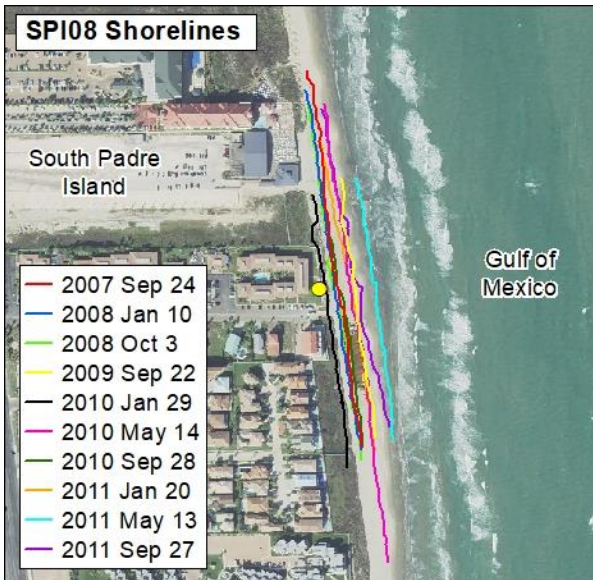 SPI08 Shorelines
South Padre
Island
Gulf of
Mexico
2007 Sep 24
2008 Jan 10
2008 Oct 3
2009 Sep 22
2010 Jan 29
2010 May 14
2010 Sep 28
2011 Jan 20
2011 May 13
2011 Sep 27